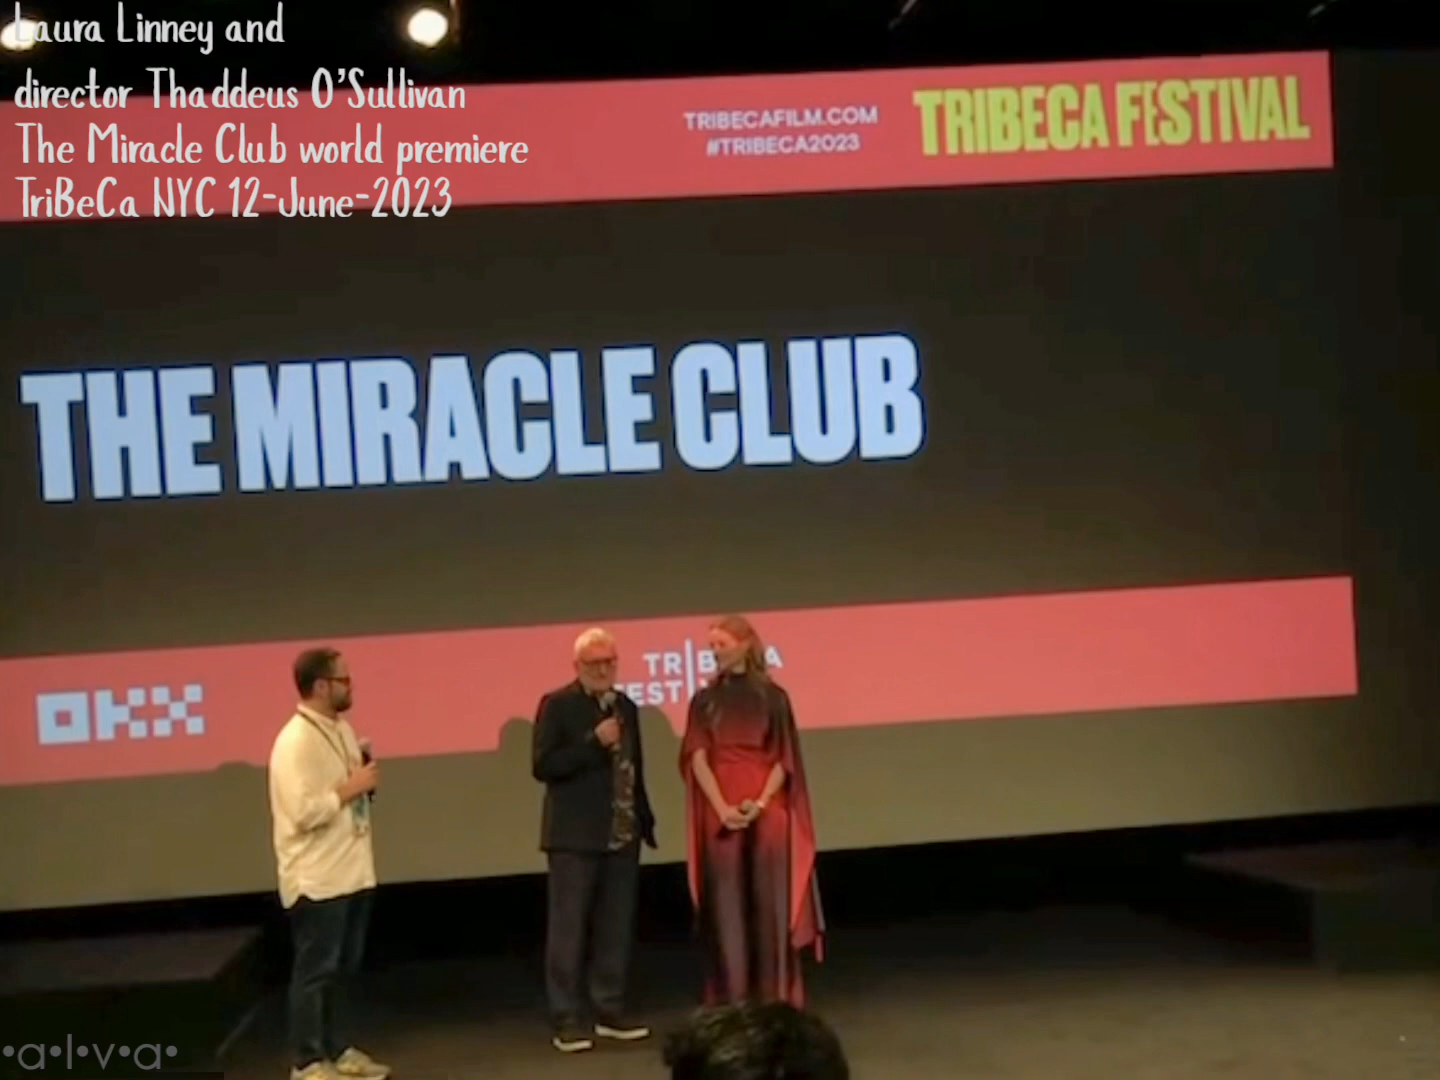 Laura Linney and
director Thaddeus O'Sullivan
The Miracle Club world premiere
TriBeCa NYC 12-June-2023
TRIBECAFILM.COM
#TRIBECA2023
TRIBECA FESTIVAL
THE MIRACLE CLUB
OKX
•a•l•v•a•